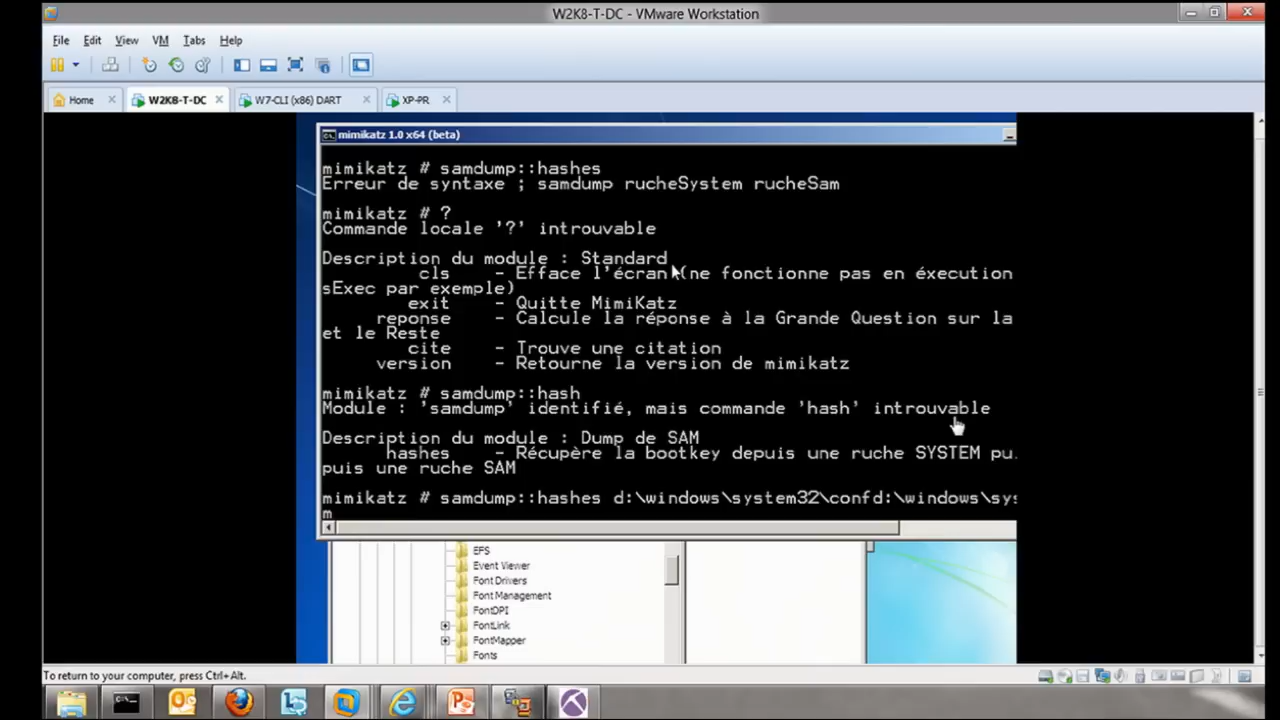 W2K8-T-DC - VMware Workstation
File Edit View VM Tabs Help
Home W2K8-T-DC W7-CLI (x86) DART XP-PR
mimikatz 1.0 x64 (beta)
mimikatz # samdump::hashes
Erreur de syntaxe ; samdump rucheSystem rucheSam
mimikatz # ?
Commande locale '?' introuvable
Description du module : Standard
cls - Efface l'écran (ne fonctionne pas en éxecution
sExec par exemple)
exit - Quitte MimiKatz
reponse - Calcule la réponse à la Grande Question sur la
et le Reste
cite - Trouve une citation
version - Retourne la version de mimikatz
mimikatz # samdump::hash
Module : 'samdump' identifié, mais commande 'hash' introuvable
Description du module : Dump de SAM
hashes - Récupère la bootkey depuis une ruche SYSTEM pu
puis une ruche SAM
mimikatz # samdump::hashes d:\windows\system32\confd:\windows\sys
m
EFS
Event Viewer
Font Drivers
Font Management
FontDPI
FontLink
FontMapper
Fonts
To return to your computer, press Ctrl+Alt.